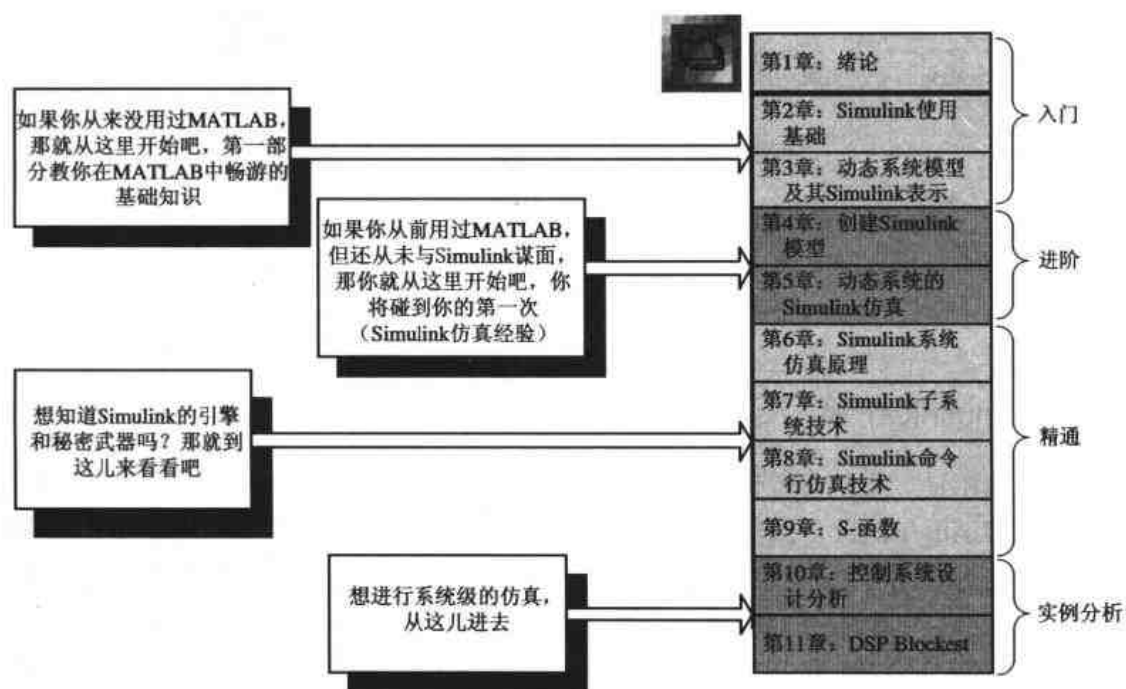 如果你从来没用过MATLAB，
那就从这里开始吧，第一部
分教你在MATLAB中畅游的
基础知识
如果你从前用过MATLAB，
但还从未与Simulink谋面，
那你就从这里开始吧，你
将碰到你的第一次
（Simulink仿真经验）
想知道Simulink的引擎
和秘密武器吗？那就到
这儿来看看吧
想进行系统级的仿真，
从这儿进去
第1章：绪论
第2章：Simulink使用
基础
第3章：动态系统模型
及其Simulink表示
第4章：创建Simulink
模型
第5章：动态系统的
Simulink仿真
第6章：Simulink系统
仿真原理
第7章：Simulink子系
统技术
第8章：Simulink命令
行仿真技术
第9章：S-函数
第10章：控制系统设
计分析
第11章：DSP Blockest
入门
进阶
精通
实例分析